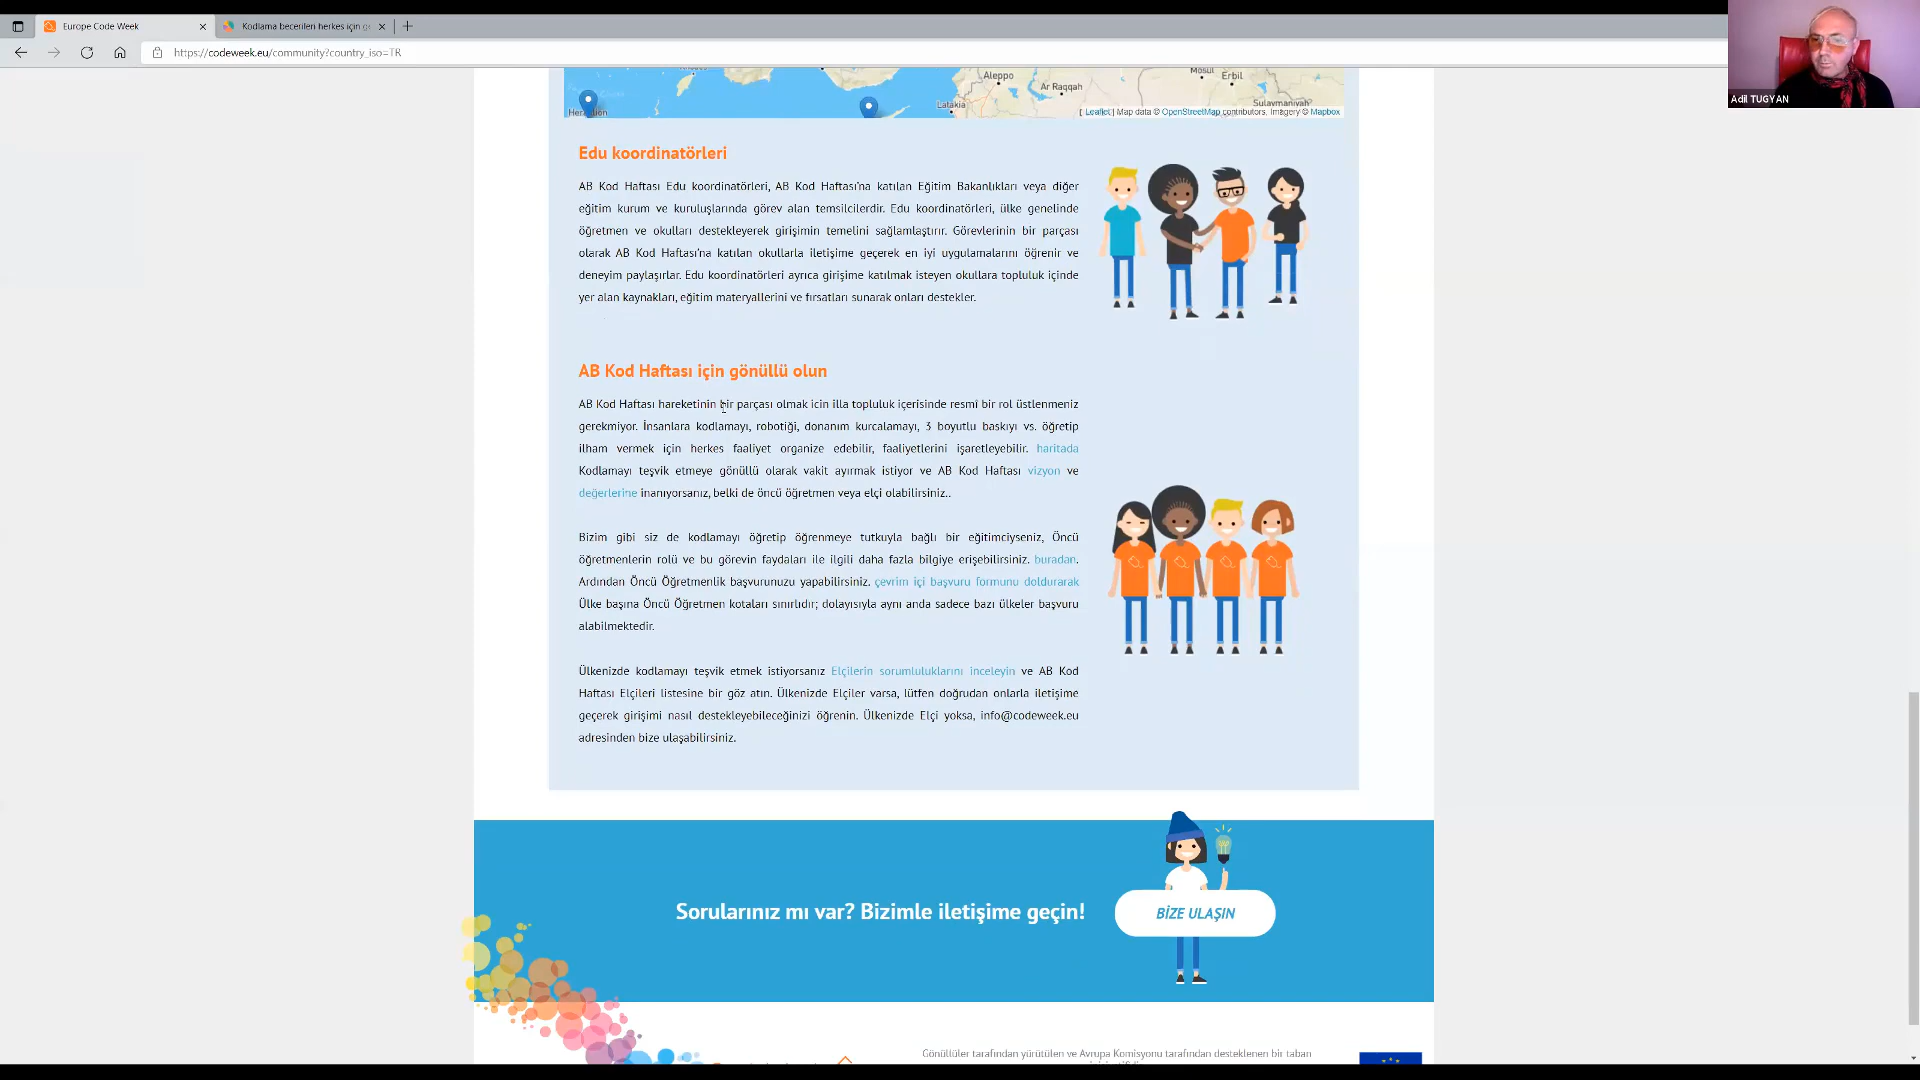 Europe Code Week
Kodlama becerileri herkes için
https://codeweek.eu/community?country_iso=TR
Adil TUGYAN
Aleppo
Mosul
Erbil
Ar Raqqah
Latakia
Sulaymaniyah
Heraklion
Leaflet | Map data © OpenStreetMap contributors, Imagery © Mapbox
Edu koordinatörleri
AB Kod Haftası Edu koordinatörleri, AB Kod Haftası'na katılan Eğitim Bakanlıkları veya diğer
eğitim kurum ve kuruluşlarında görev alan temsilcilerdir. Edu koordinatörleri, ülke genelinde
öğretmen ve okulları destekleyerek girişimin temelini sağlamlaştırır. Görevlerinin bir parçası
olarak AB Kod Haftası'na katılan okullarla iletişime geçerek en iyi uygulamalarını öğrenir ve
deneyim paylaşırlar. Edu koordinatörleri ayrıca girişime katılmak isteyen okullara topluluk içinde
yer alan kaynakları, eğitim materyallerini ve fırsatları sunarak onları destekler.
AB Kod Haftası için gönüllü olun
AB Kod Haftası hareketinin bir parçası olmak icin illa topluluk içerisinde resmî bir rol üstlenmeniz
gerekmiyor. İnsanlara kodlamayı, robotiği, donanım kurcalamayı, 3 boyutlu baskıyı vs. öğretip
ilham vermek için herkes faaliyet organize edebilir, faaliyetlerini işaretleyebilir. haritada
Kodlamayı teşvik etmeye gönüllü olarak vakit ayırmak istiyor ve AB Kod Haftası vizyon ve
değerlerine inanıyorsanız, belki de öncü öğretmen veya elçi olabilirsiniz..
Bizim gibi siz de kodlamayı öğretip öğrenmeye tutkuyla bağlı bir eğitimciyseniz, Öncü
öğretmenlerin rolü ve bu görevin faydaları ile ilgili daha fazla bilgiye erişebilirsiniz. buradan.
Ardından Öncü Öğretmenlik başvurunuzu yapabilirsiniz. çevrim içi başvuru formunu doldurarak
Ülke başına Öncü Öğretmen kotaları sınırlıdır; dolayısıyla aynı anda sadece bazı ülkeler başvuru
alabilmektedir.
Ülkenizde kodlamayı teşvik etmek istiyorsanız Elçilerin sorumluluklarını inceleyin ve AB Kod
Haftası Elçileri listesine bir göz atın. Ülkenizde Elçiler varsa, lütfen doğrudan onlarla iletişime
geçerek girişimi nasıl destekleyebileceğinizi öğrenin. Ülkenizde Elçi yoksa, info@codeweek.eu
adresinden bize ulaşabilirsiniz.
Sorularınız mı var? Bizimle iletişime geçin!
BİZE ULAŞIN
Gönüllüler tarafından yürütülen ve Avrupa Komisyonu tarafından desteklenen bir taban